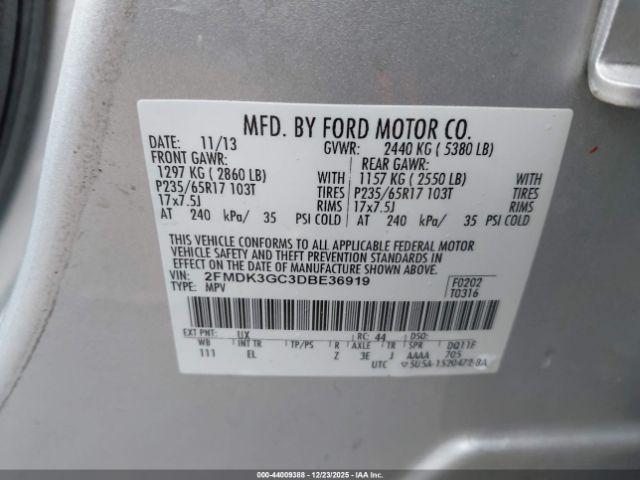 MFD. BY FORD MOTOR CO.
DATE: 11/13 GVWR: 2440 KG ( 5380 LB)
FRONT GAWR: REAR GAWR:
1297 KG ( 2860 LB) WITH 1157 KG ( 2550 LB) WITH
P235/65R17 103T TIRES P235/65R17 103T TIRES
17x7.5J RIMS 17x7.5J RIMS
AT 240 kPa/ 35 PSI COLD AT 240 kPa/ 35 PSI COLD
THIS VEHICLE CONFORMS TO ALL APPLICABLE FEDERAL MOTOR
VEHICLE SAFETY AND THEFT PREVENTION STANDARDS IN
EFFECT ON THE DATE OF MANUFACTURE SHOWN ABOVE.
VIN: 2FMDK3GC3DBE36919 F0202
TYPE: MPV T0316
EXT PNT: UX RC: 44 DSO:
WB INT TR TP/PS R AXLE TR SPR
111 EL Z 3E J AAAA 705
UTC
000-44009388 - 12/23/2025 - IAA